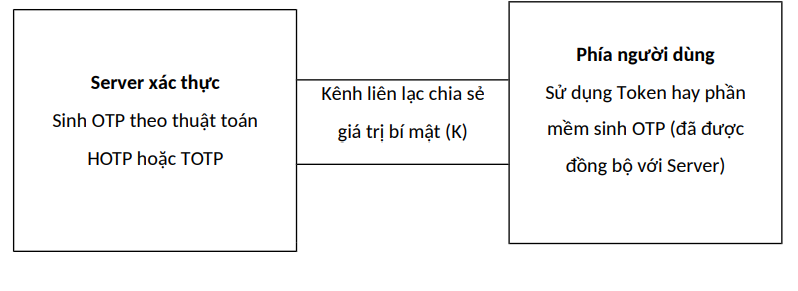 Server xác thực
Sinh OTP theo thuật toán
HOTP hoặc TOTP
Kênh liên lạc chia sẻ
giá trị bí mật (K)
Phía người dùng
Sử dụng Token hay phần
mềm sinh OTP (đã được
đồng bộ với Server)